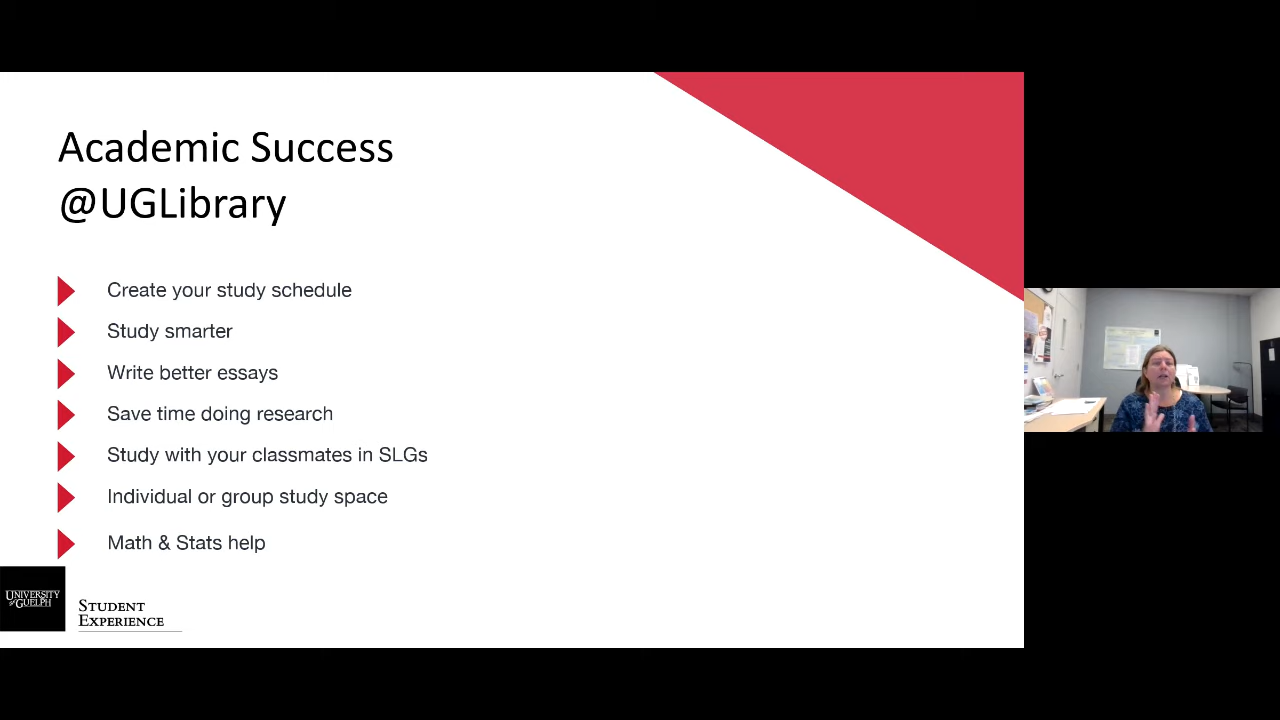 Academic Success
@UGLibrary
Create your study schedule
Study smarter
Write better essays
Save time doing research
Study with your classmates in SLGs
Individual or group study space
Math & Stats help
UNIVERSITY
of GUELPH
STUDENT
EXPERIENCE